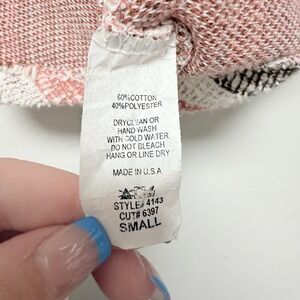 60% COTTON
40% POLYESTER
DRYCLEAN OR
HAND WASH
WITH COLD WATER
DO NOT BLEACH
HANG OR LINE DRY
MADE IN U.S.A
STYLE# 4143
CUT# 6397
SMALL